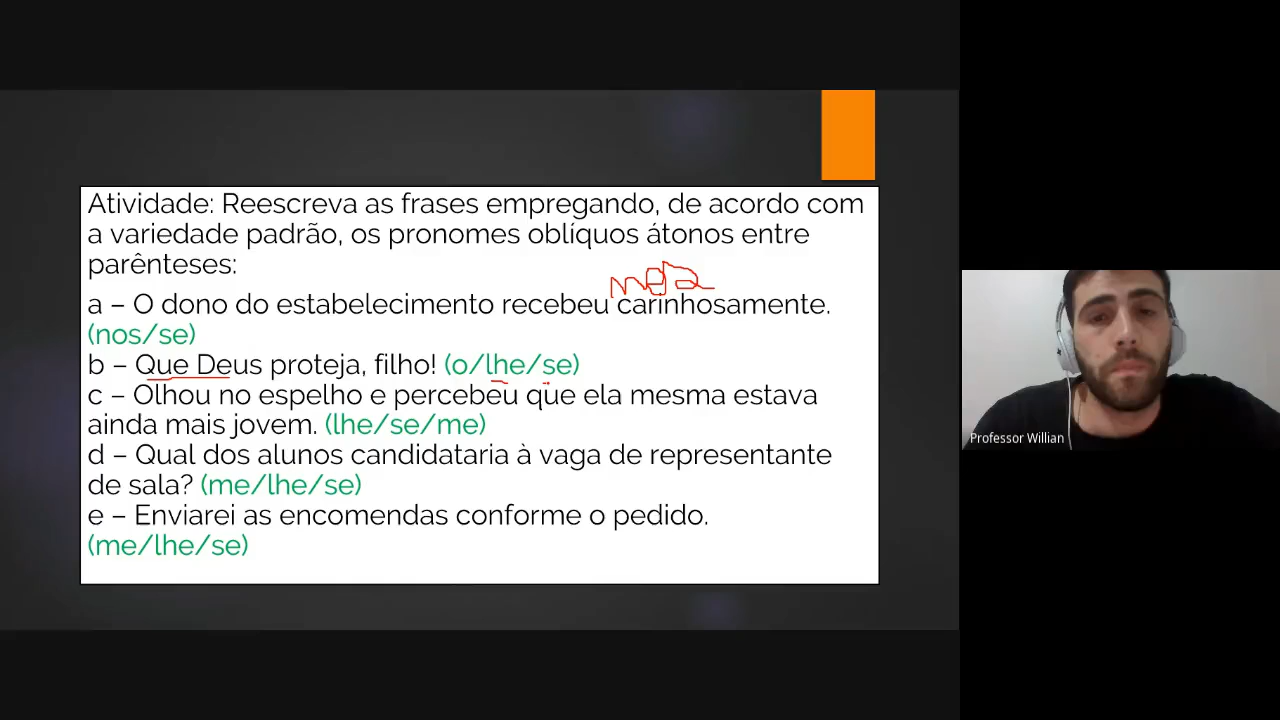 Atividade: Reescreva as frases empregando, de acordo com
a variedade padrão, os pronomes oblíquos átonos entre
parênteses:
a – O dono do estabelecimento recebeu carinhosamente.
(nos/se)
b – Que Deus proteja, filho! (o/lhe/se)
c – Olhou no espelho e percebeu que ela mesma estava
ainda mais jovem. (lhe/se/me)
d – Qual dos alunos candidataria à vaga de representante
de sala? (me/lhe/se)
e – Enviarei as encomendas conforme o pedido.
(me/lhe/se)
Professor Willian